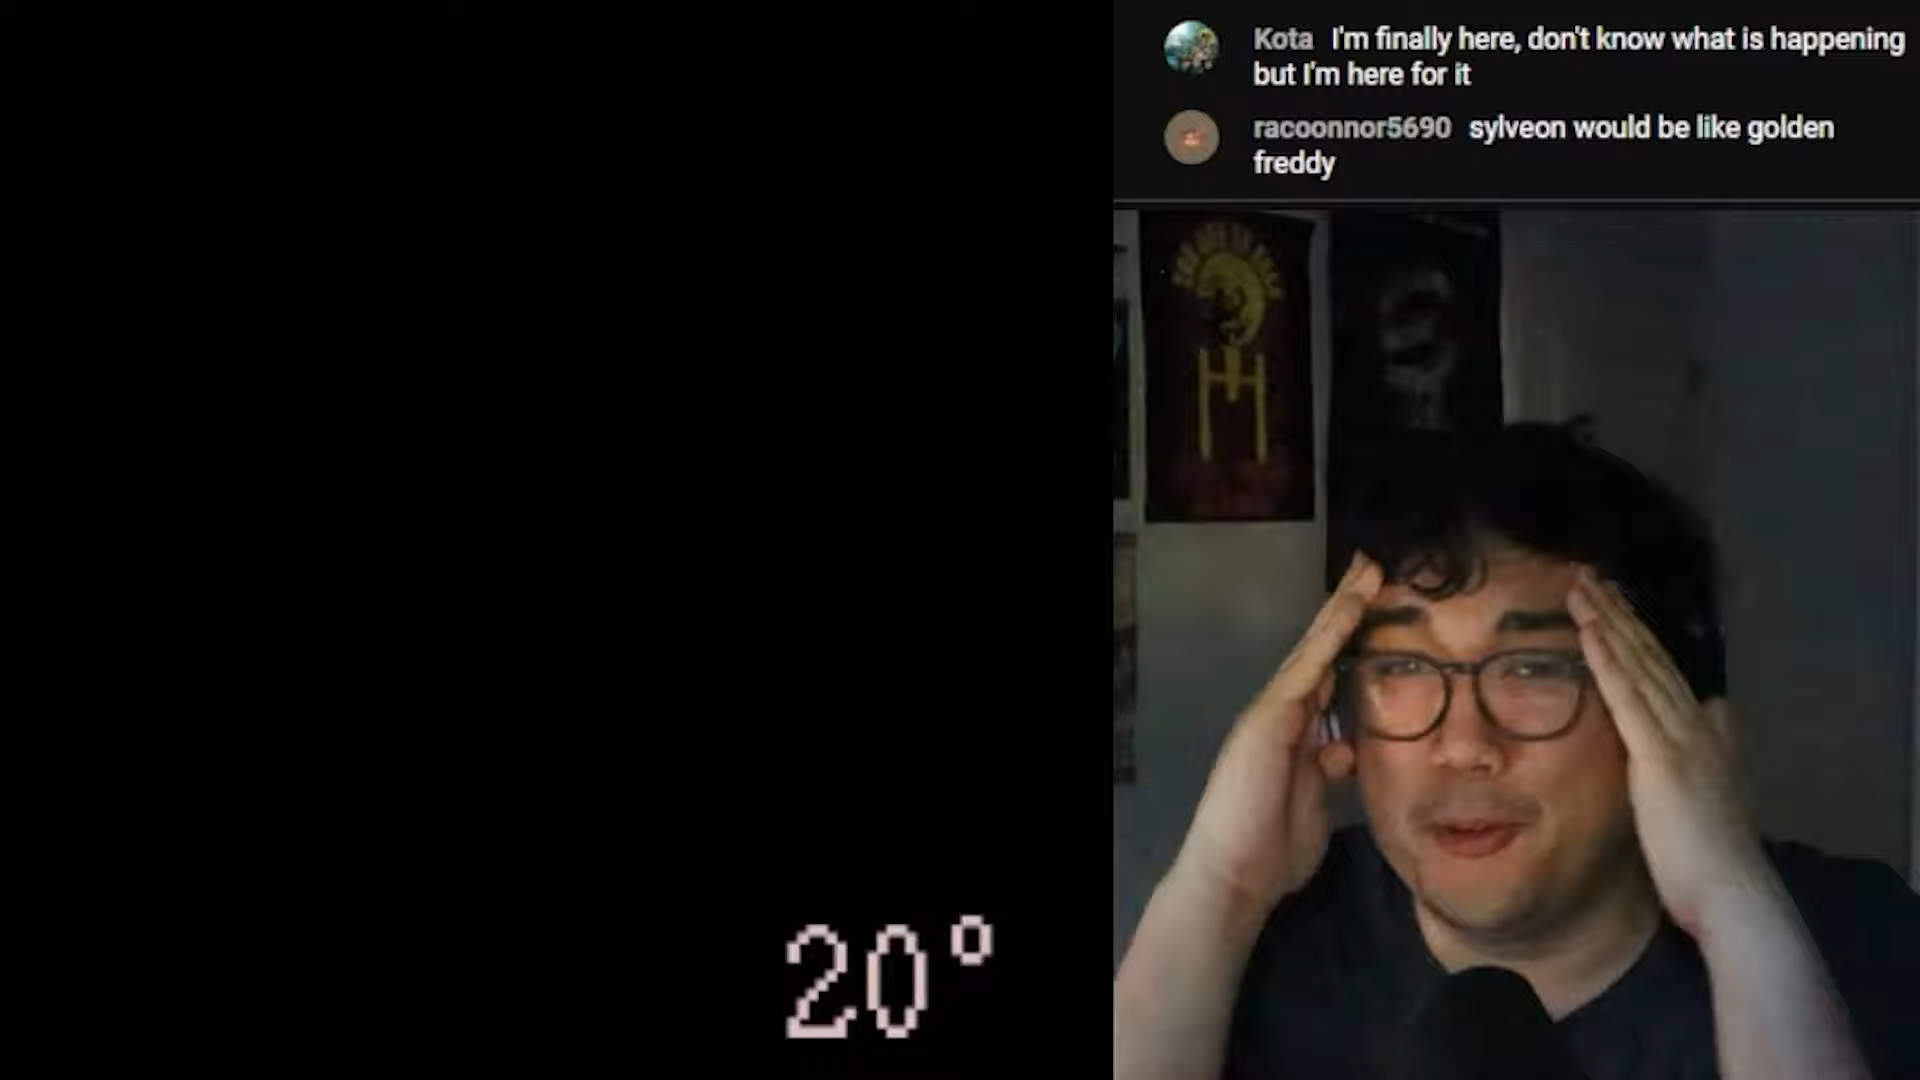 Kota I'm finally here, don't know what is happening
but I'm here for it
racoonnor5690 sylveon would be like golden
freddy
20°